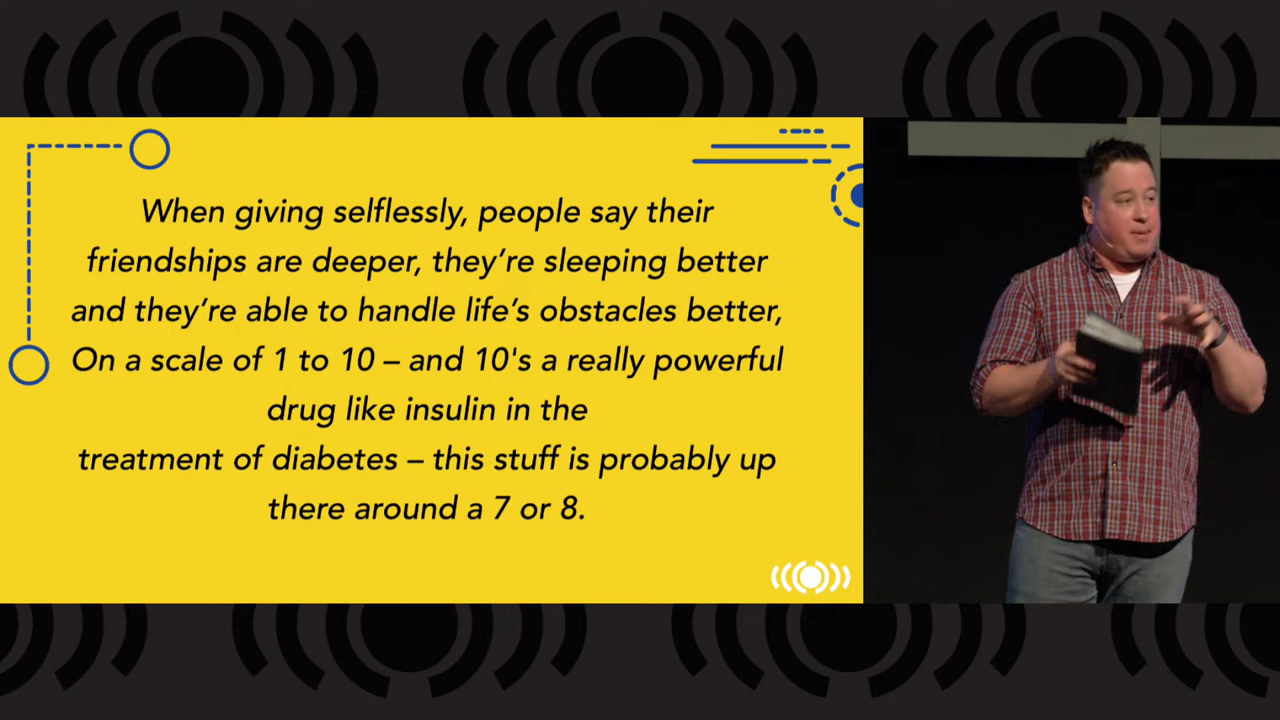 When giving selflessly, people say their
friendships are deeper, they're sleeping better
and they're able to handle life's obstacles better,
On a scale of 1 to 10 – and 10's a really powerful
drug like insulin in the
treatment of diabetes – this stuff is probably up
there around a 7 or 8.